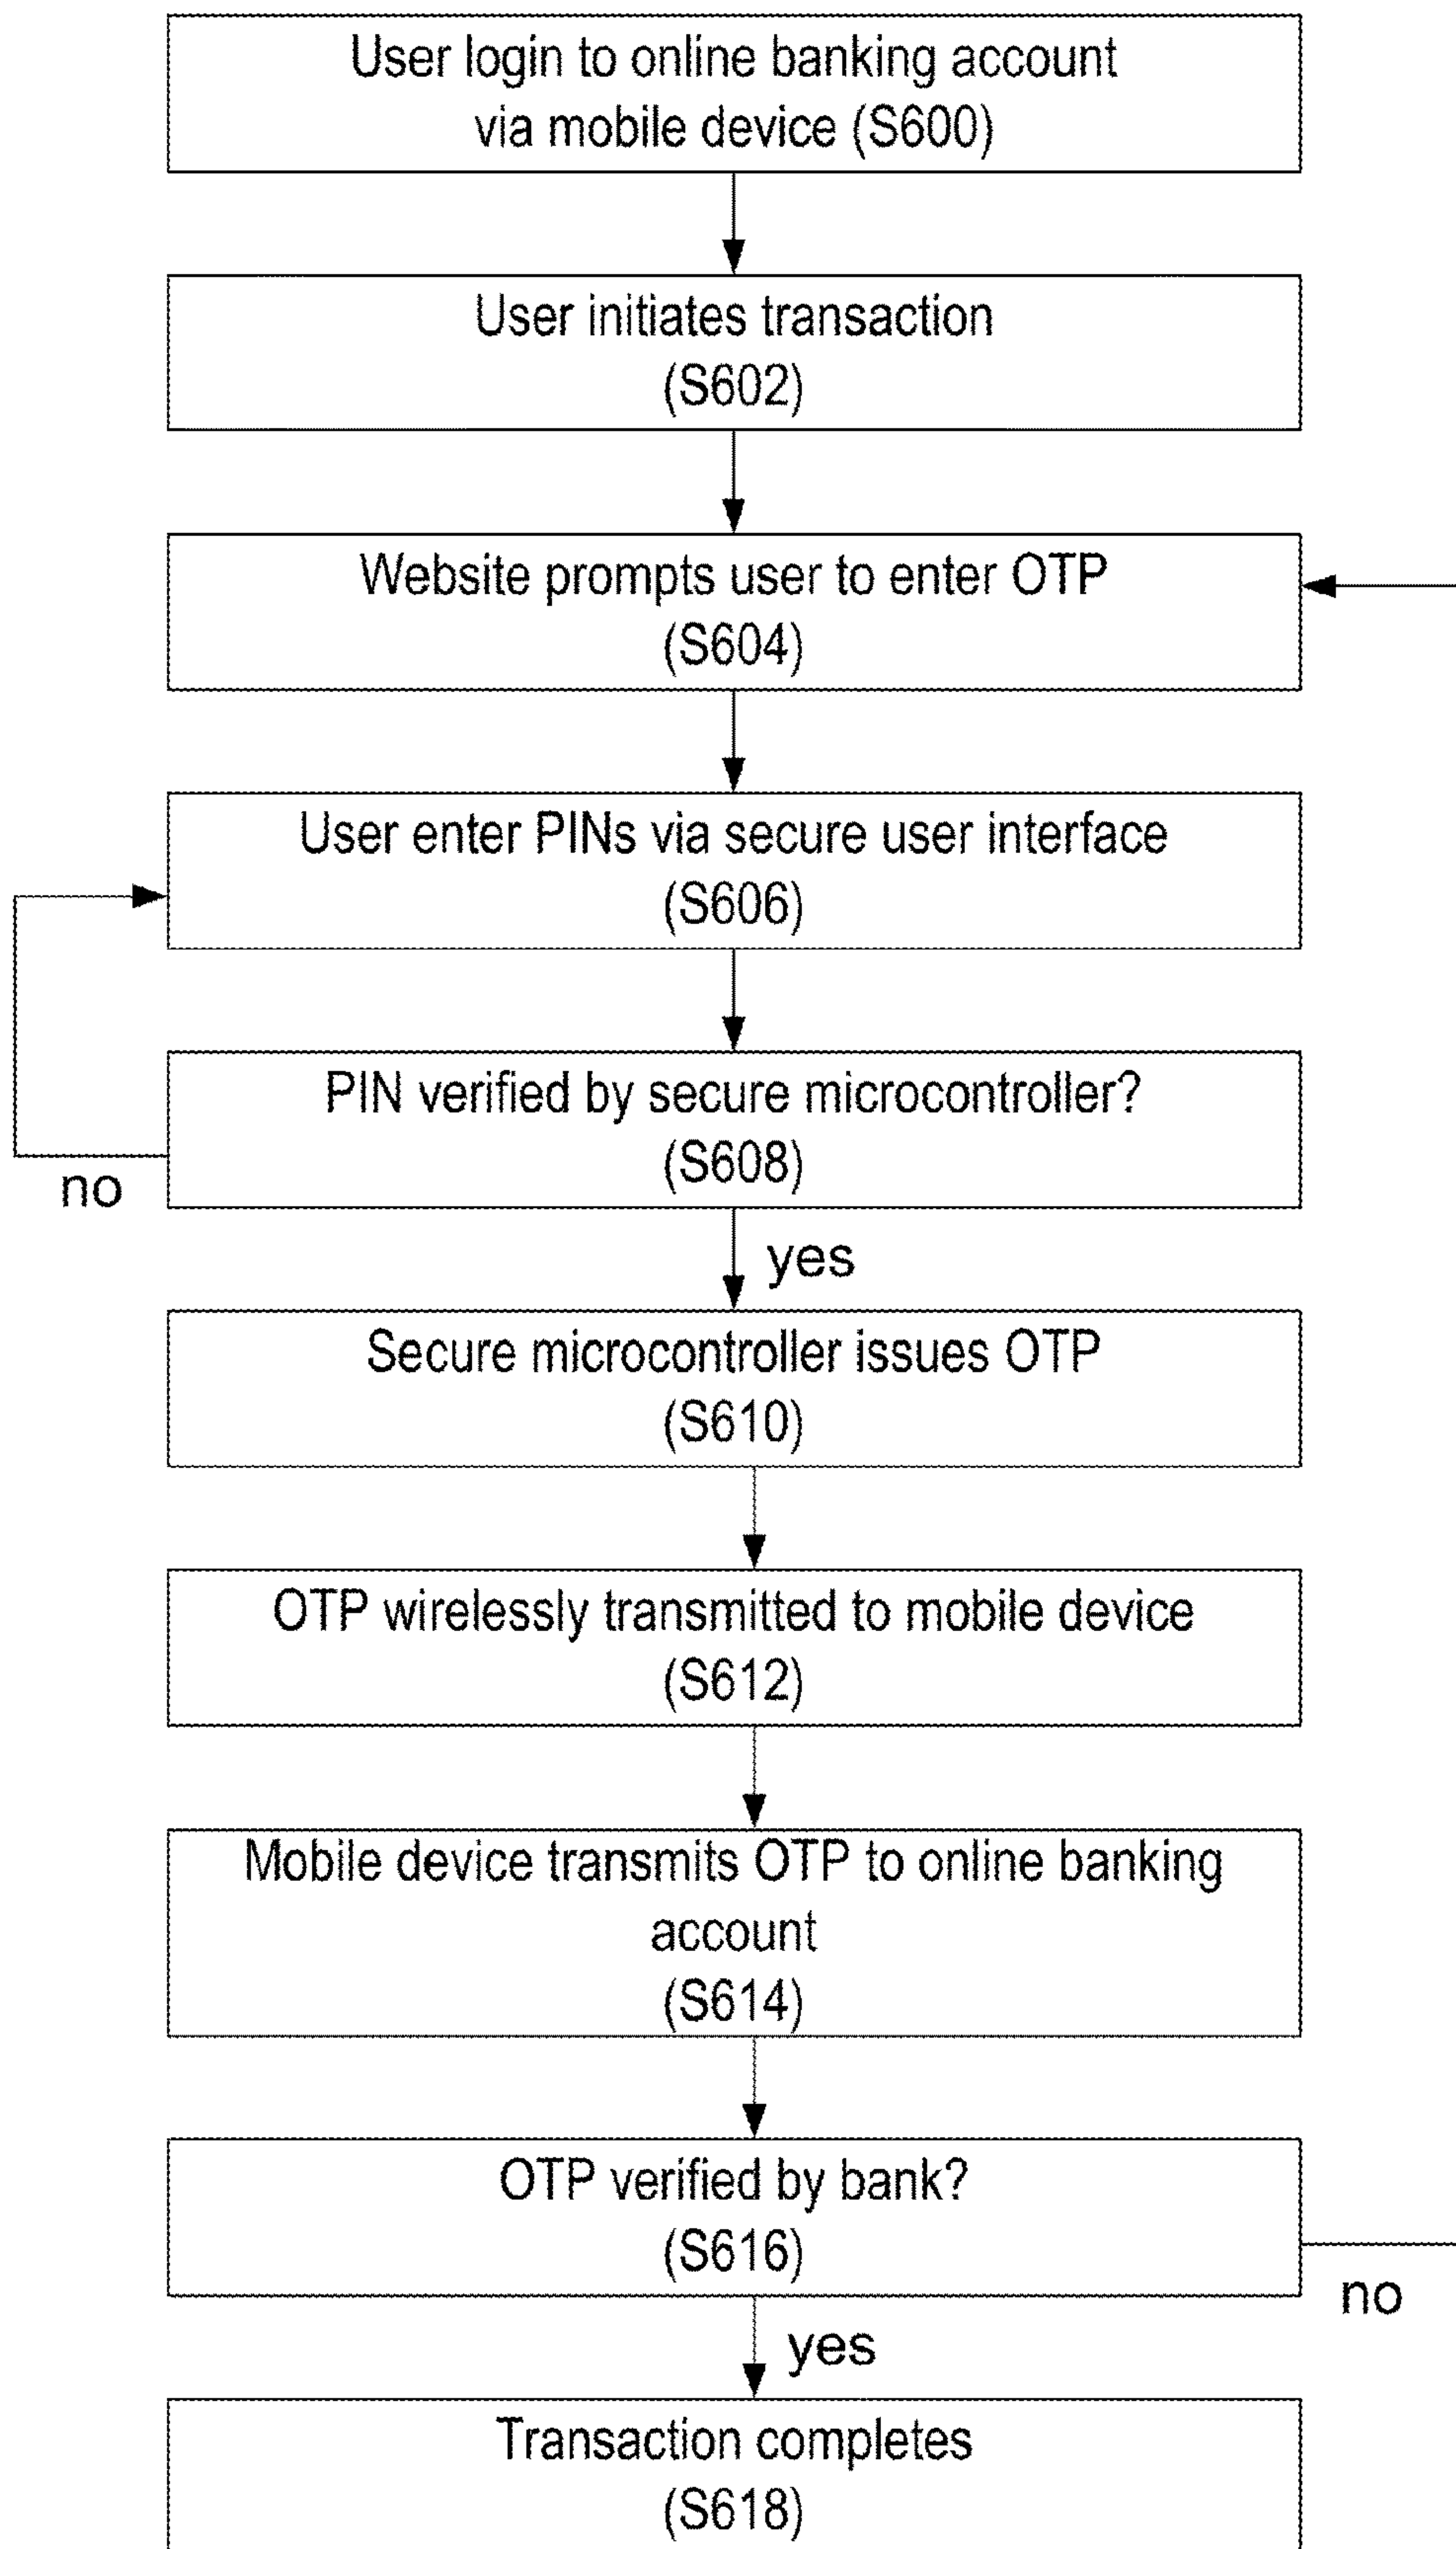 User login to online banking account
via mobile device (S600)
User initiates transaction
(S602)
Website prompts user to enter OTP
(S604)
User enter PINs via secure user interface
(S606)
PIN verified by secure microcontroller?
(S608)
no
yes
Secure microcontroller issues OTP
(S610)
OTP wirelessly transmitted to mobile device
(S612)
Mobile device transmits OTP to online banking
account
(S614)
OTP verified by bank?
(S616)
no
yes
Transaction completes
(S618)